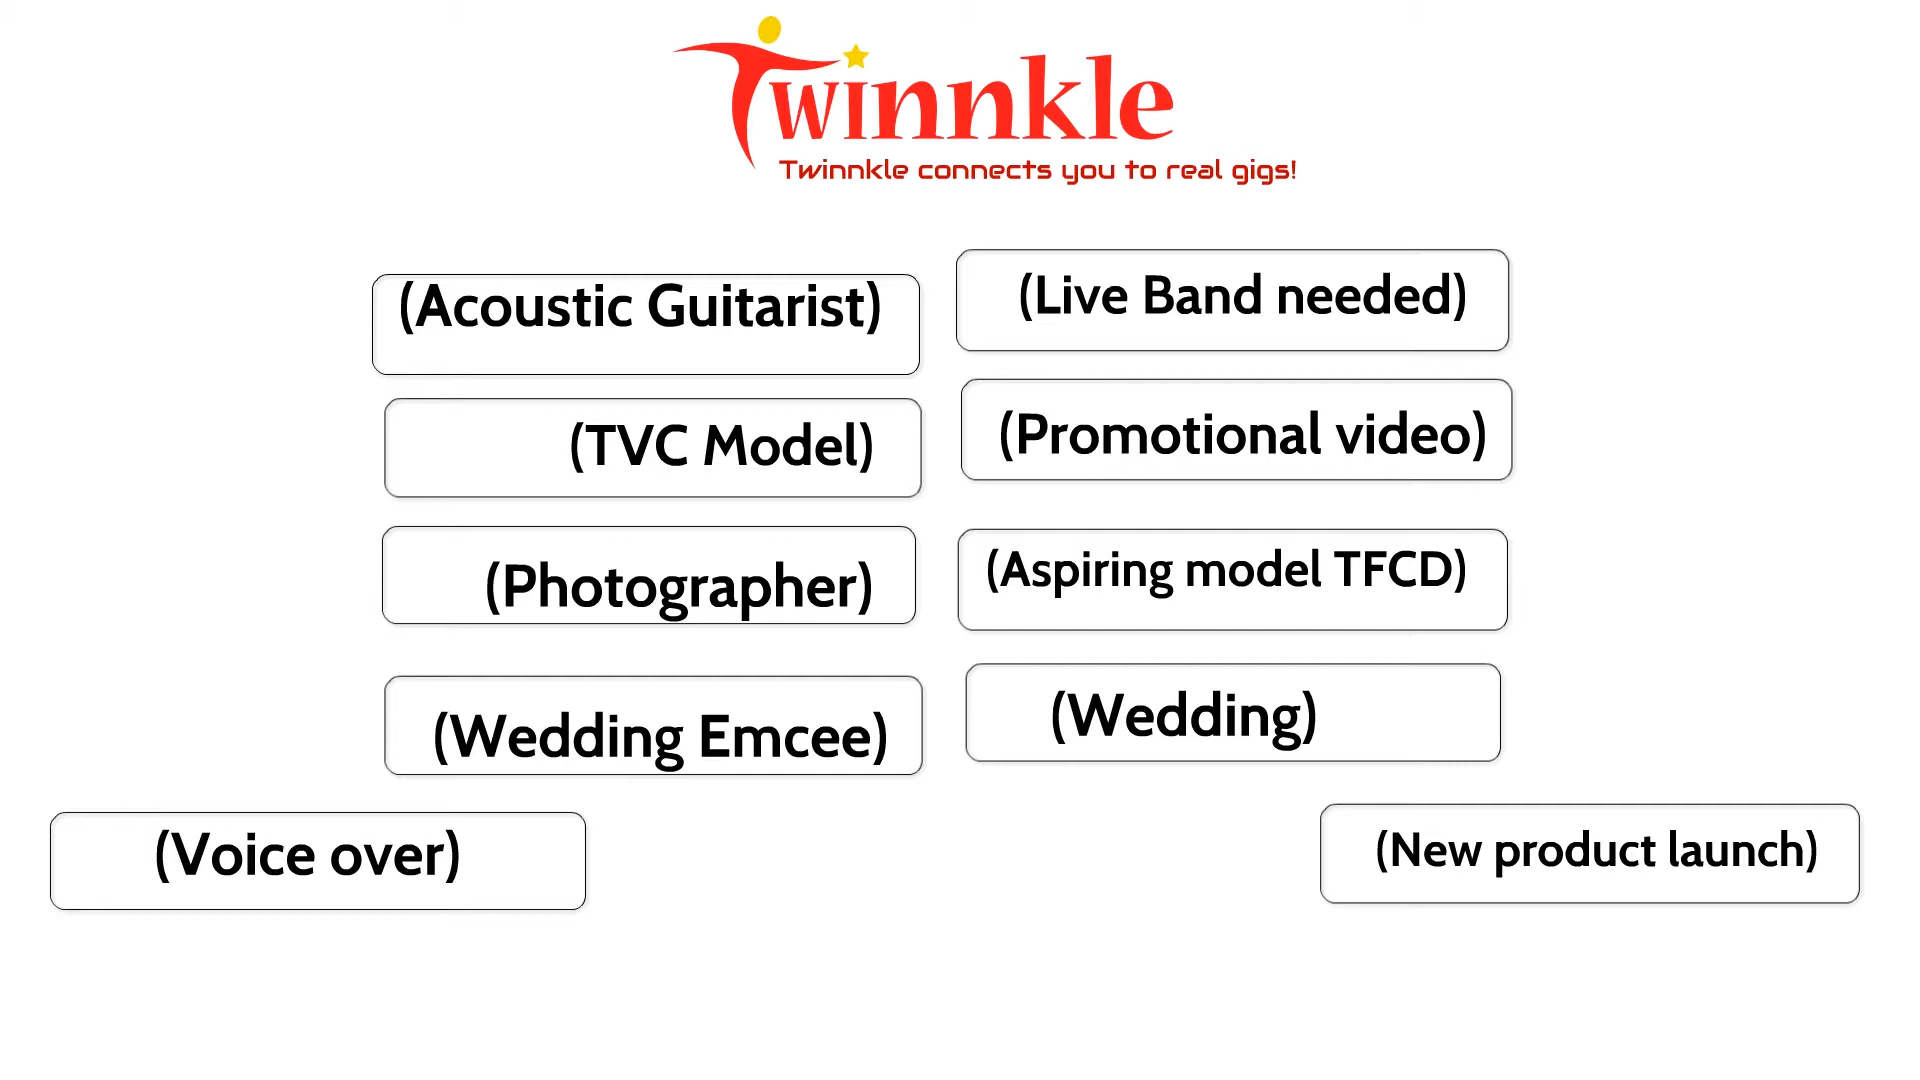 Twinnkle
Twinnkle connects you to real gigs!
(Acoustic Guitarist)
(Live Band needed)
(TVC Model)
(Promotional video)
(Photographer)
(Aspiring model TFCD)
(Wedding Emcee)
(Wedding)
(Voice over)
(New product launch)